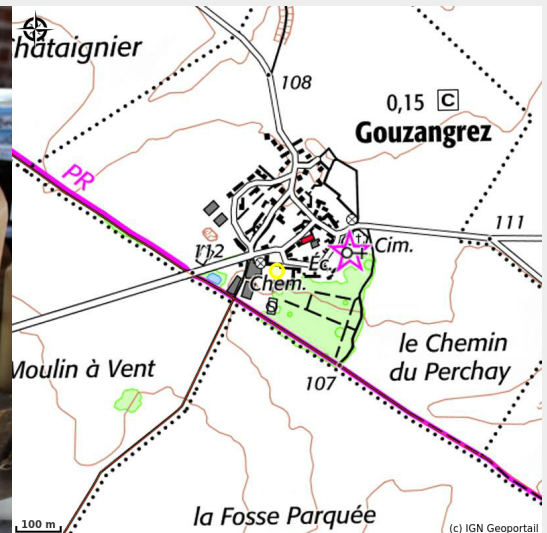 hâtaignier
108
0,15 C
Gouzangrez
PR
111
112
Cim.
Éc.
Chem.
le Chemin
du Perchay
Moulin à Vent
107
la Fosse Parquée
100 m
(c) IGN Geoportail